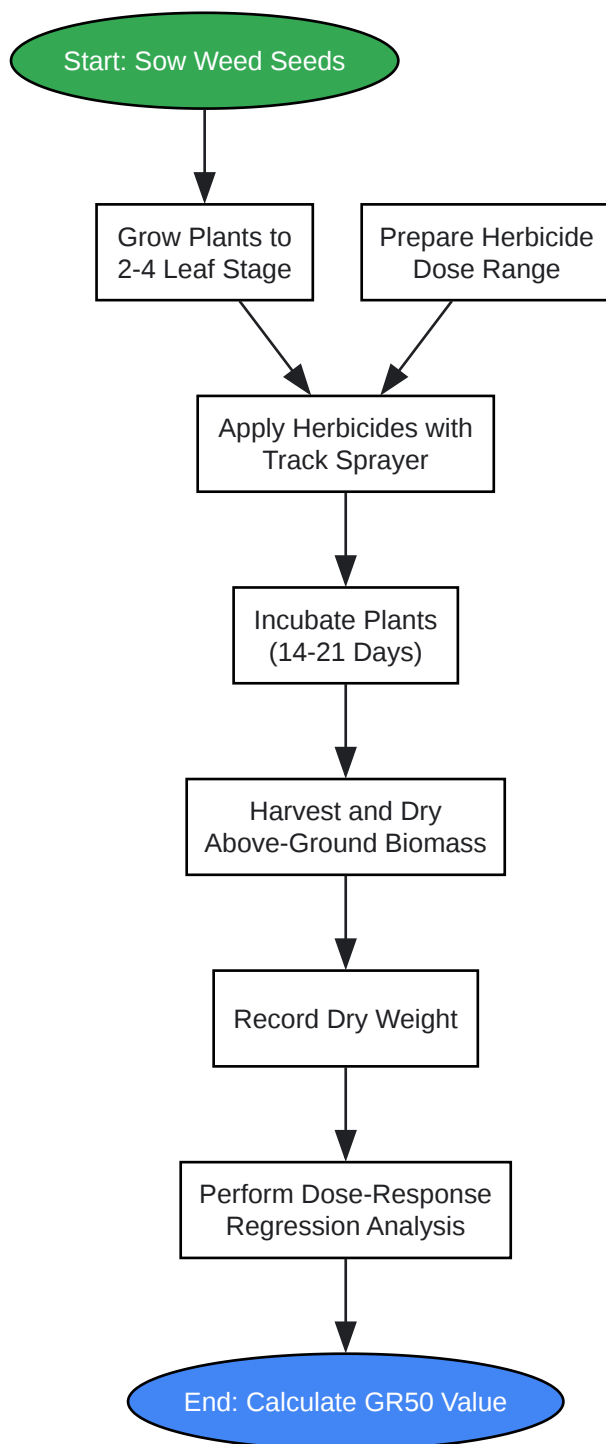 Start: Sow Weed Seeds
Grow Plants to
2-4 Leaf Stage
Prepare Herbicide
Dose Range
Apply Herbicides with
Track Sprayer
Incubate Plants
(14-21 Days)
Harvest and Dry
Above-Ground Biomass
Record Dry Weight
Perform Dose-Response
Regression Analysis
End: Calculate GR50 Value